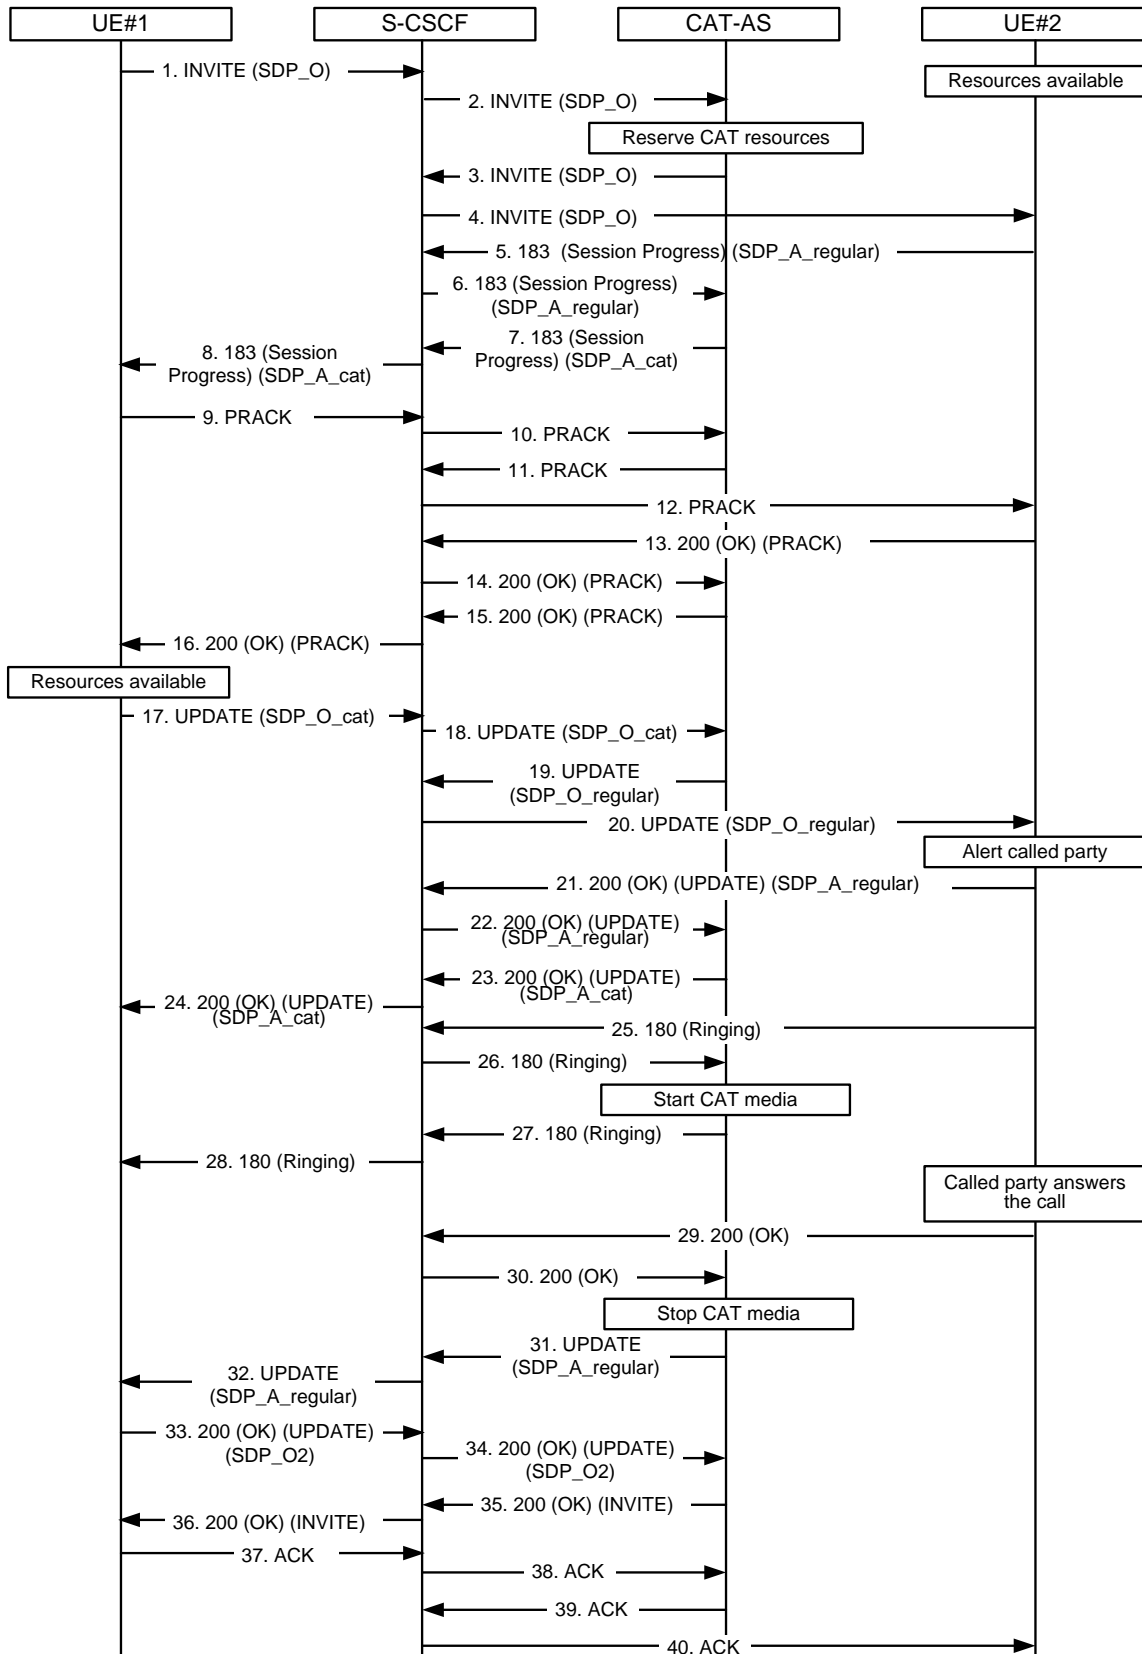 UE#1
S-CSCF
CAT-AS
UE#2
1. INVITE (SDP_O)
Resources available
2. INVITE (SDP_O)
Reserve CAT resources
3. INVITE (SDP_O)
4. INVITE (SDP_O)
5. 183 (Session Progress) (SDP_A_regular)
6. 183 (Session Progress)
(SDP_A_regular)
7. 183 (Session
Progress) (SDP_A_cat)
8. 183 (Session
Progress) (SDP_A_cat)
9. PRACK
10. PRACK
11. PRACK
12. PRACK
13. 200 (OK) (PRACK)
14. 200 (OK) (PRACK)
15. 200 (OK) (PRACK)
16. 200 (OK) (PRACK)
Resources available
17. UPDATE (SDP_O_cat)
18. UPDATE (SDP_O_cat)
19. UPDATE
(SDP_O_regular)
20. UPDATE (SDP_O_regular)
Alert called party
21. 200 (OK) (UPDATE) (SDP_A_regular)
22. 200 (OK) (UPDATE)
(SDP_A_regular)
23. 200 (OK) (UPDATE)
(SDP_A_cat)
24. 200 (OK) (UPDATE)
(SDP_A_cat)
25. 180 (Ringing)
26. 180 (Ringing)
Start CAT media
27. 180 (Ringing)
28. 180 (Ringing)
Called party answers
the call
29. 200 (OK)
30. 200 (OK)
Stop CAT media
31. UPDATE
(SDP_A_regular)
32. UPDATE
(SDP_A_regular)
33. 200 (OK) (UPDATE)
(SDP_O2)
34. 200 (OK) (UPDATE)
(SDP_O2)
35. 200 (OK) (INVITE)
36. 200 (OK) (INVITE)
37. ACK
38. ACK
39. ACK
40. ACK